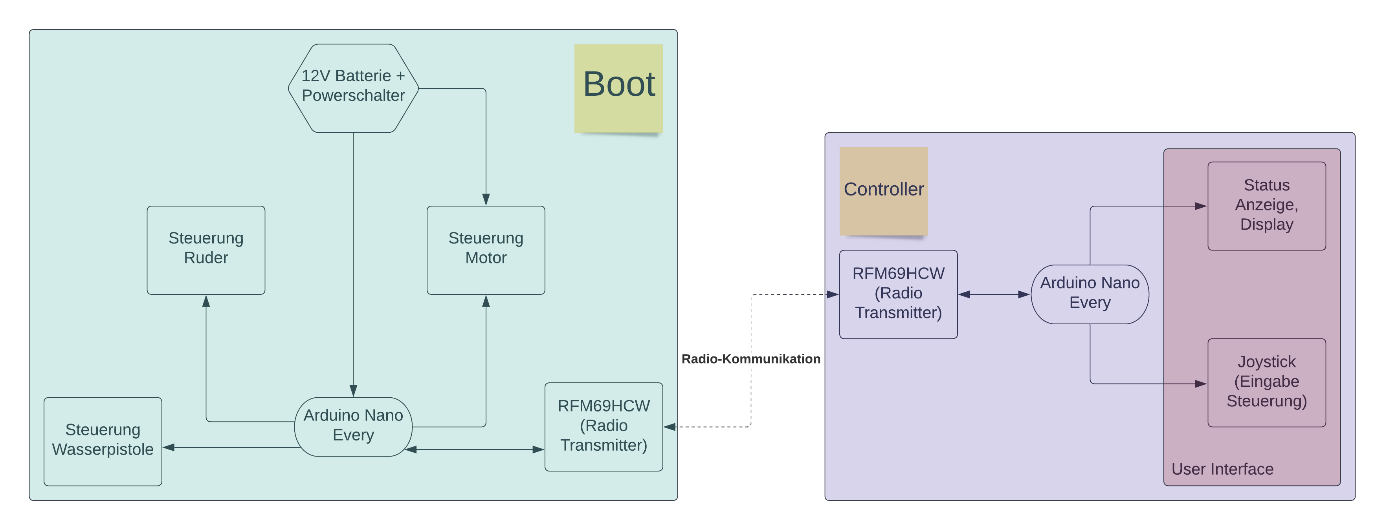 12V Batterie +
Powerschalter
Boot
Steuerung
Ruder
Steuerung
Motor
Steuerung
Wasserpistole
Arduino Nano
Every
RFM69HCW
(Radio
Transmitter)
Radio-Kommunikation
Controller
RFM69HCW
(Radio
Transmitter)
Arduino Nano
Every
Status
Anzeige,
Display
Joystick
(Eingabe
Steuerung)
User Interface